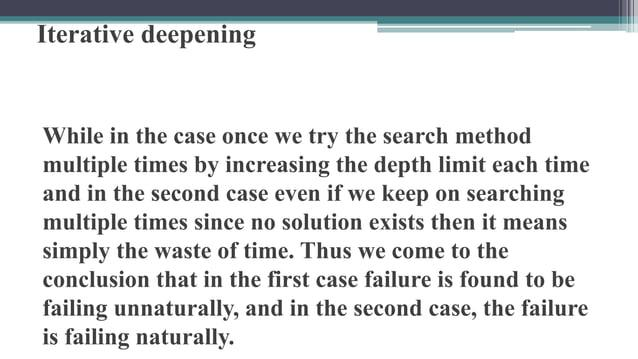 Iterative deepening
While in the case once we try the search method
multiple times by increasing the depth limit each time
and in the second case even if we keep on searching
multiple times since no solution exists then it means
simply the waste of time. Thus we come to the
conclusion that in the first case failure is found to be
failing unnaturally, and in the second case, the failure
is failing naturally.